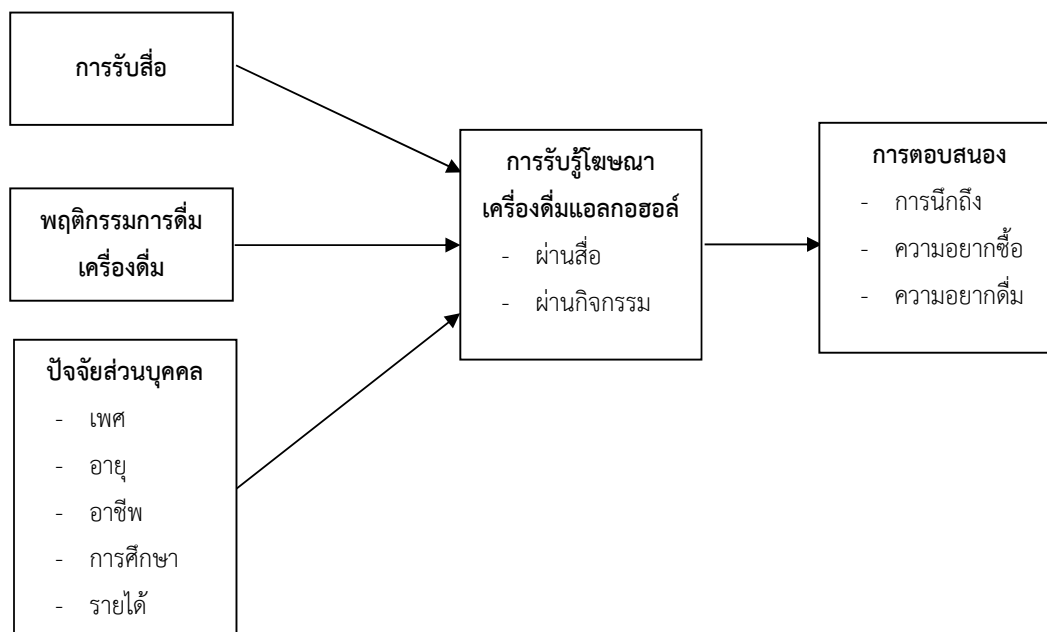 การรับสื่อ
พฤติกรรมการดื่ม
เครื่องดื่ม
ปัจจัยส่วนบุคคล
- เพศ
- อายุ
- อาชีพ
- การศึกษา
- รายได้
การรับรู้โฆษณา
เครื่องดื่มแอลกอฮอล์
- ผ่านสื่อ
- ผ่านกิจกรรม
การตอบสนอง
- การนึกถึง
- ความอยากซื้อ
- ความอยากดื่ม